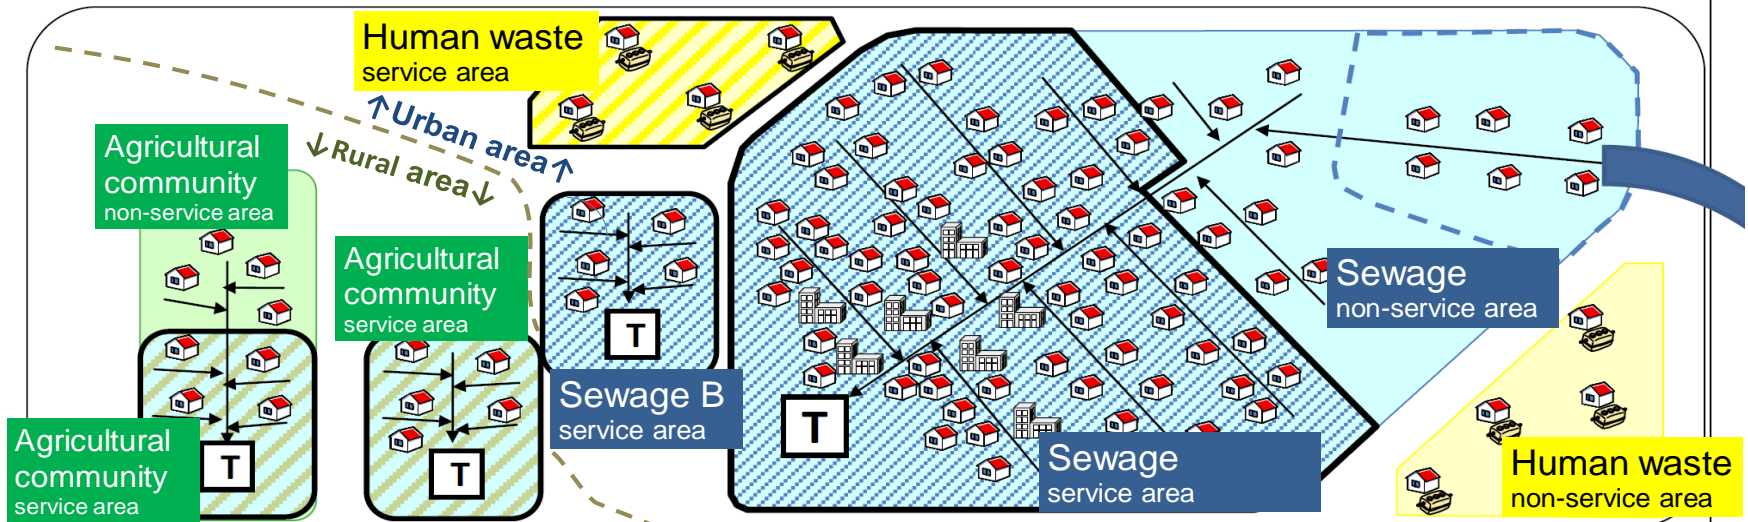 Human waste
service area
↑Urban area↑
↓Rural area↓
Agricultural
community
non-service area
Agricultural
community
service area
Sewage
non-service area
T
Sewage B
service area
T
Agricultural
community
service area
T
T
Sewage
service area
Human waste
non-service area